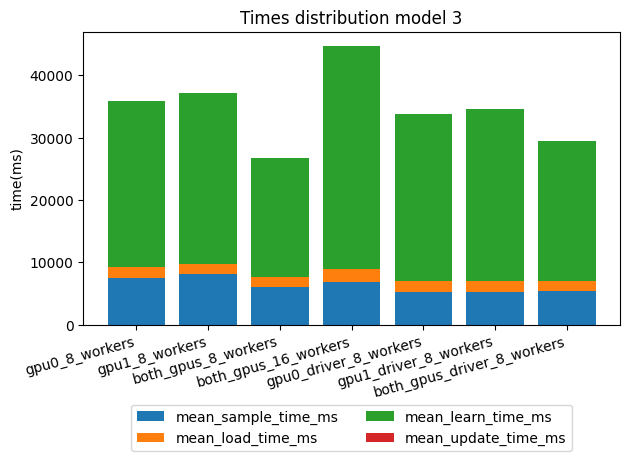 Times distribution model 3
time(ms)
40000
30000
20000
10000
0
gpu0_8_workers
gpu1_8_workers
both_gpus_8_workers
both_gpus_16_workers
gpu0_driver_8_workers
gpu1_driver_8_workers
both_gpus_driver_8_workers
mean_sample_time_ms
mean_load_time_ms
mean_learn_time_ms
mean_update_time_ms